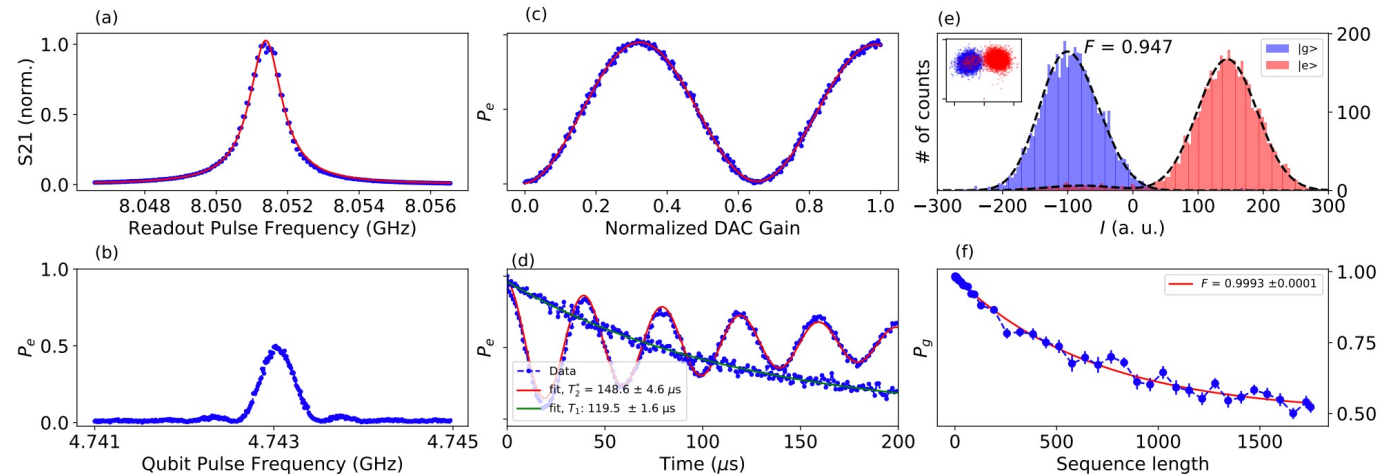 (a)
S21 (norm.)
1.0
0.5
0.0
8.048 8.050 8.052 8.054 8.056
Readout Pulse Frequency (GHz)
(b)
P_e
1.0
0.5
0.0
4.741 4.743 4.745
Qubit Pulse Frequency (GHz)
(c)
P_e
0.0 0.2 0.4 0.6 0.8 1.0
Normalized DAC Gain
(d)
P_e
Data
fit, T_2^* = 148.6 ± 4.6 μs
fit, T_1: 119.5 ± 1.6 μs
0 50 100 150 200
Time (μs)
(e)
F = 0.947
|g>
|e>
# of counts
200
100
0
−300 −200 −100 0 100 200 300
I (a. u.)
(f)
F = 0.9993 ±0.0001
P_g
1.00
0.75
0.50
0 500 1000 1500
Sequence length